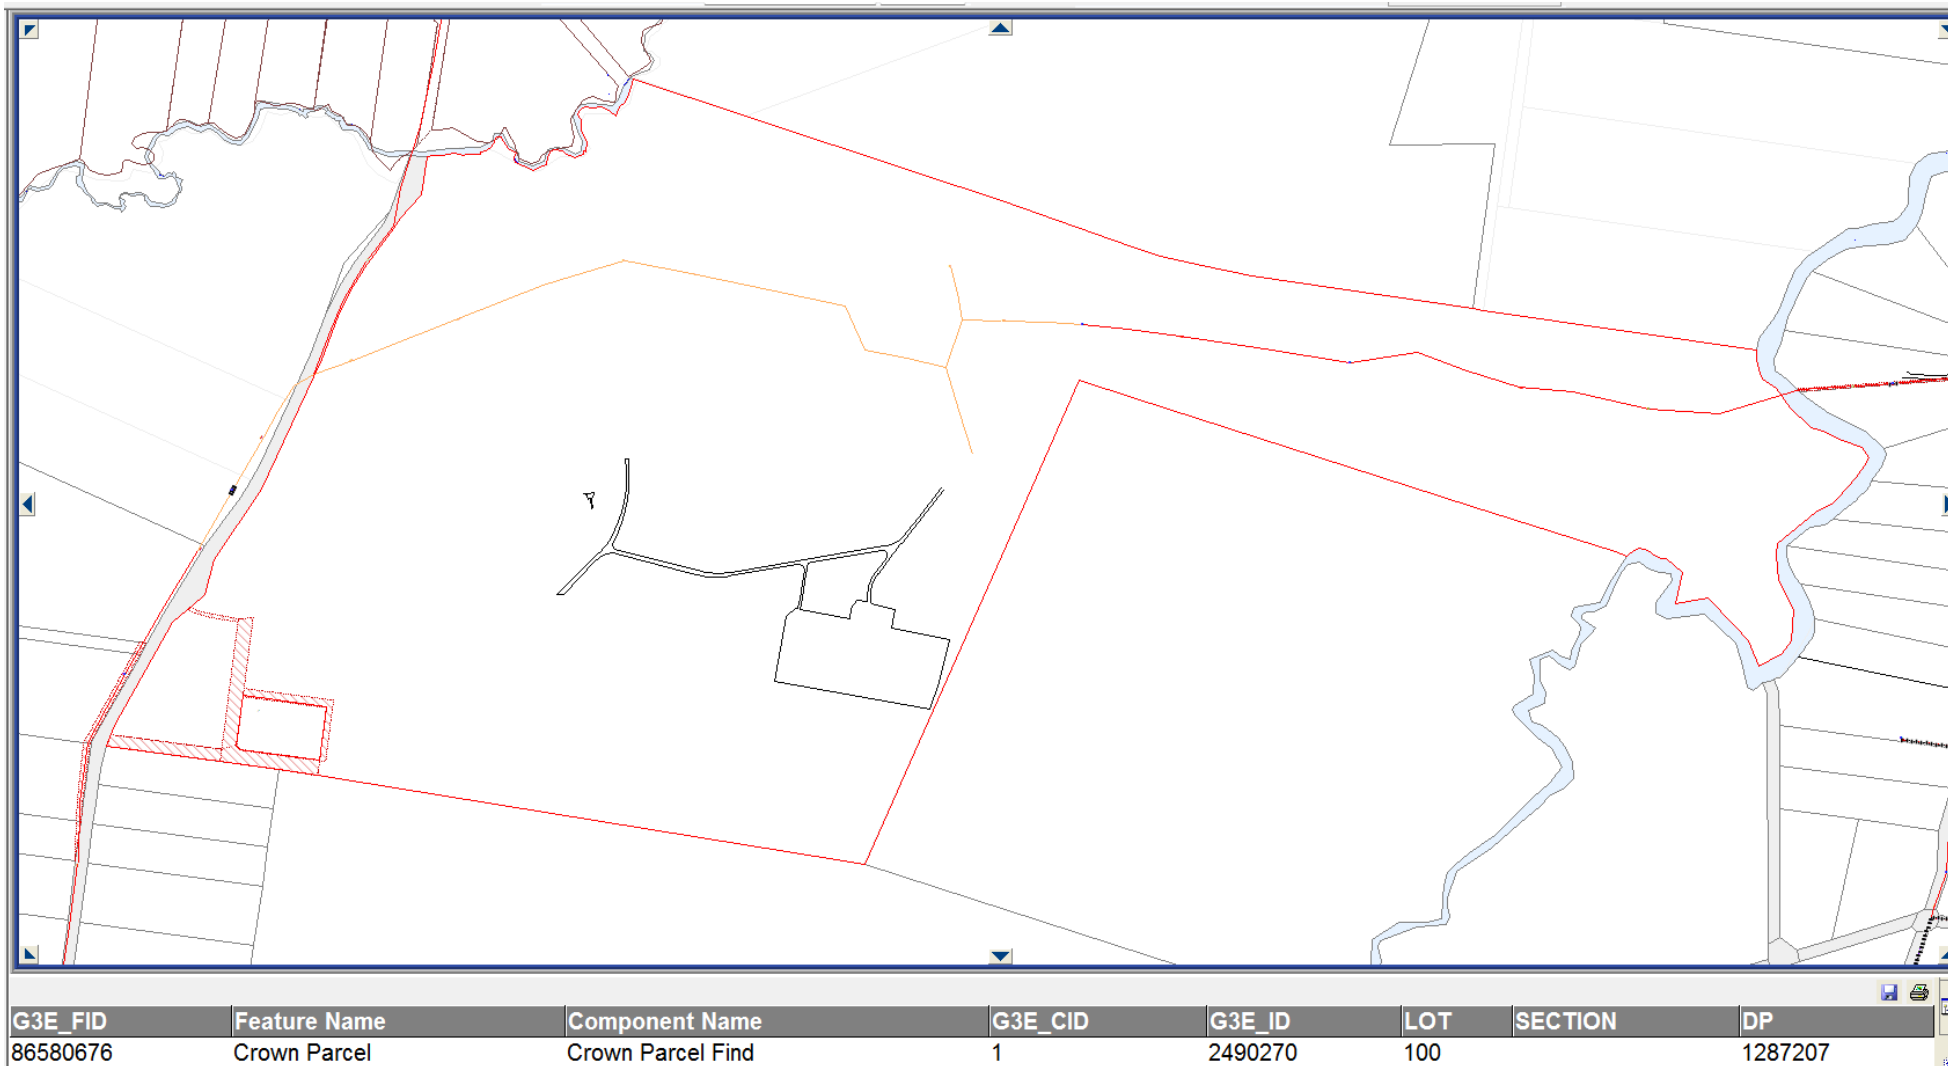 G3E_FID Feature Name Component Name G3E_CID G3E_ID LOT SECTION DP
86580676 Crown Parcel Crown Parcel Find 1 2490270 100 1287207